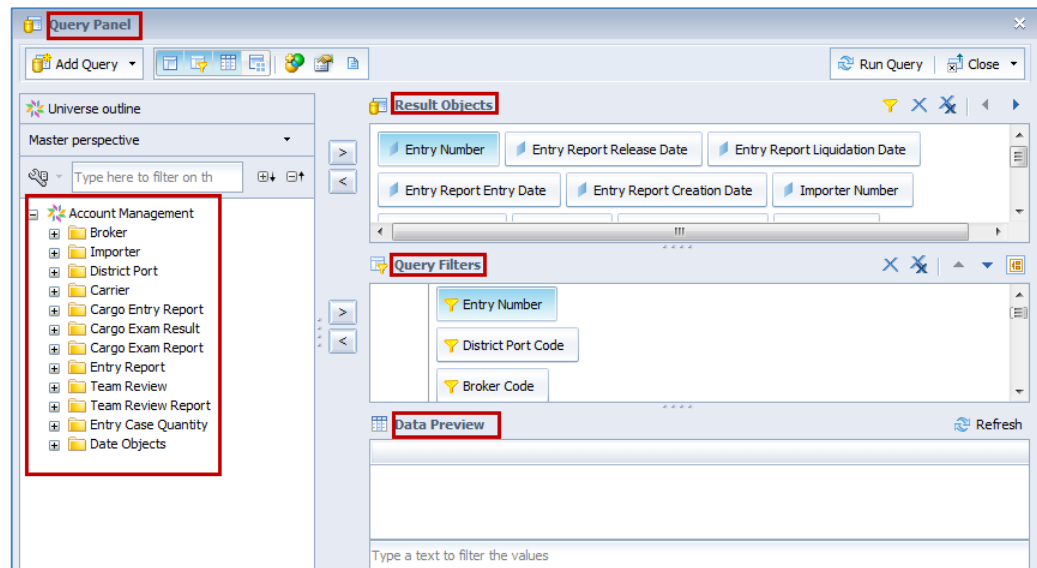 Query Panel
Add Query
Run Query
Close
Universe outline
Master perspective
Type here to filter on th
Account Management
Broker
Importer
District Port
Carrier
Cargo Entry Report
Cargo Exam Result
Cargo Exam Report
Entry Report
Team Review
Team Review Report
Entry Case Quantity
Date Objects
>
<
>
<
Result Objects
Entry Number
Entry Report Release Date
Entry Report Liquidation Date
Entry Report Entry Date
Entry Report Creation Date
Importer Number
Query Filters
Entry Number
District Port Code
Broker Code
Data Preview
Refresh
Type a text to filter the values